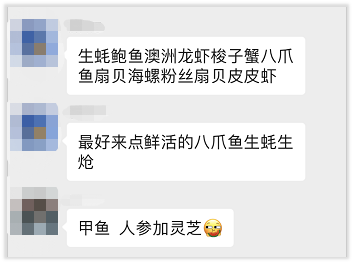 生蚝鲍鱼澳洲龙虾梭子蟹八爪
鱼扇贝海螺粉丝扇贝皮皮虾
最好来点鲜活的八爪鱼生蚝生
炝
甲鱼 人参加灵芝